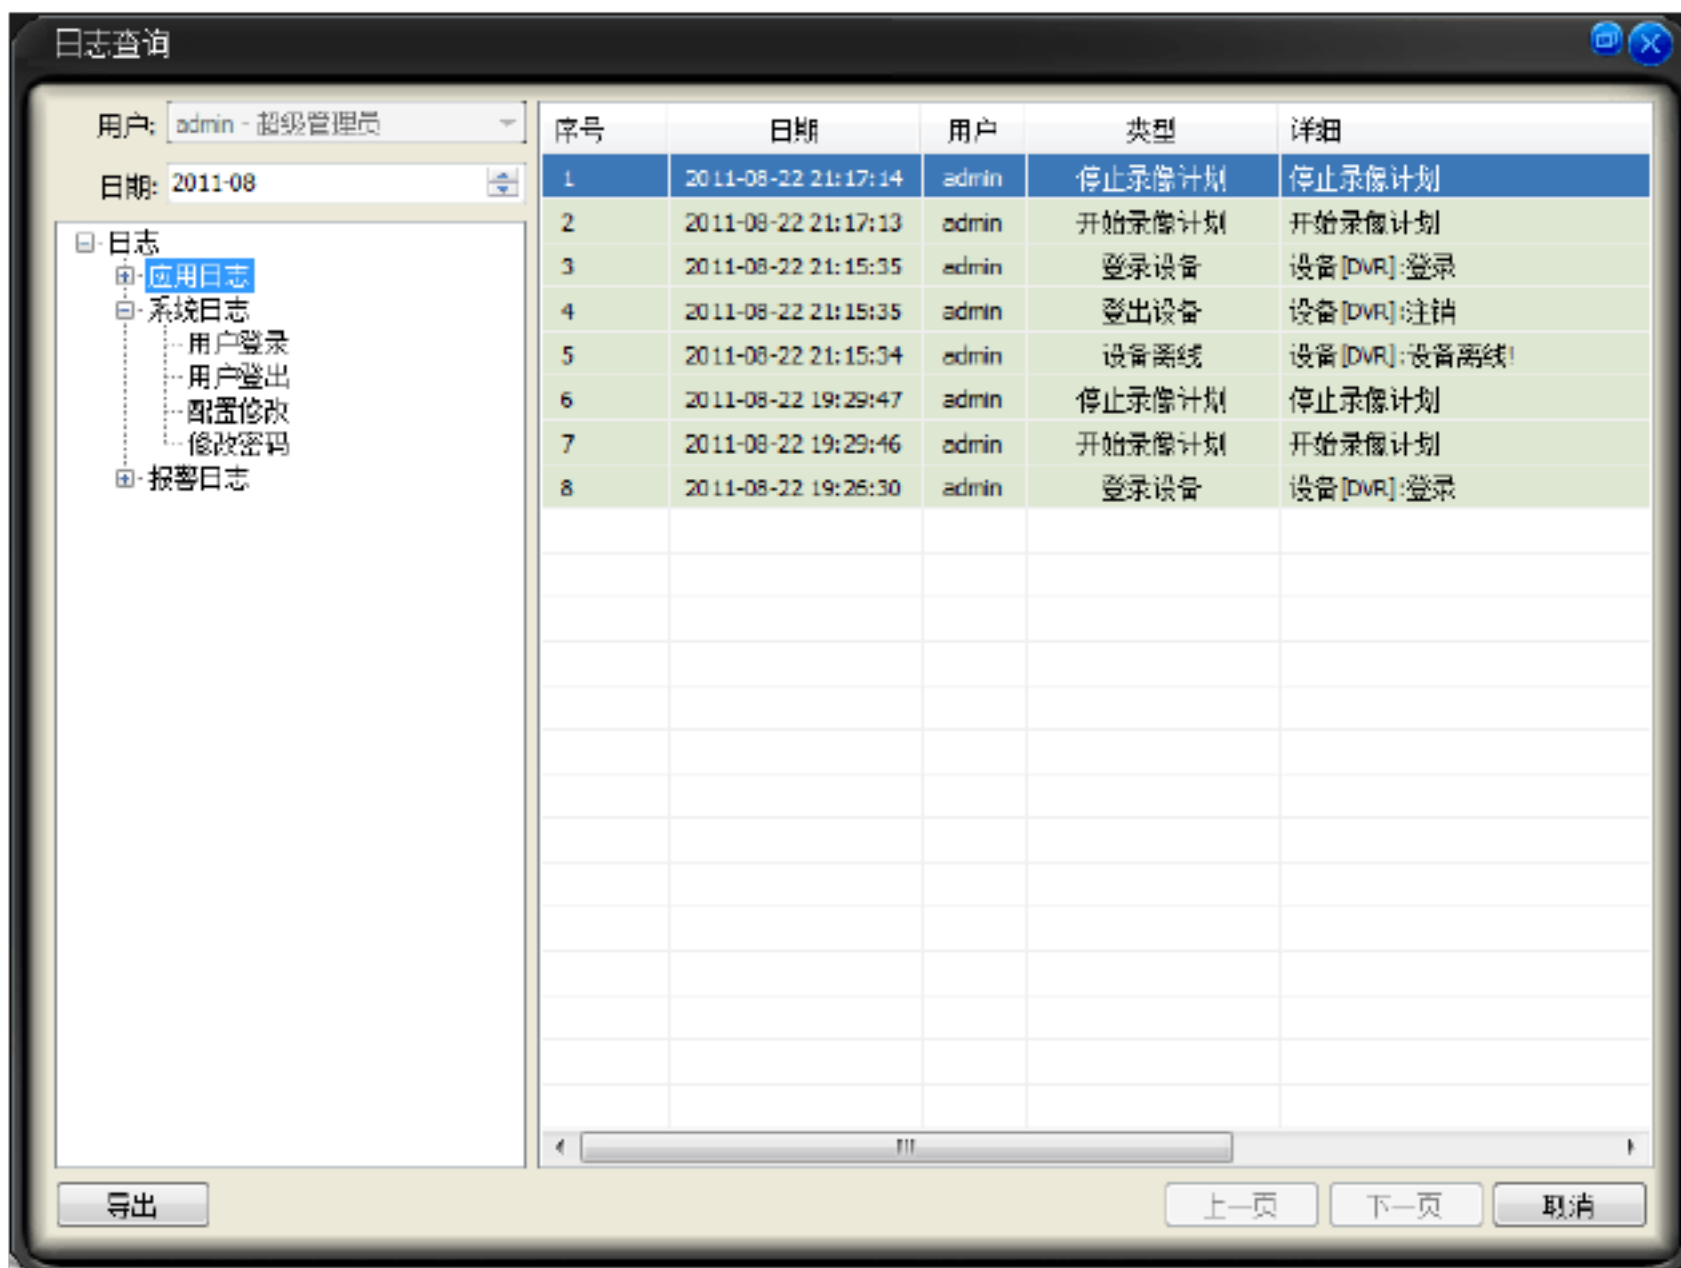 日志查询
用户: admin - 超级管理员
日期: 2011-08
日志
应用日志
系统日志
用户登录
用户登出
配置修改
修改密码
报警日志
序号 日期 用户 类型 详细
1 2011-08-22 21:17:14 admin 停止录像计划 停止录像计划
2 2011-08-22 21:17:13 admin 开始录像计划 开始录像计划
3 2011-08-22 21:15:35 admin 登录设备 设备[DVR]:登录
4 2011-08-22 21:15:35 admin 登出设备 设备[DVR]:注销
5 2011-08-22 21:15:34 admin 设备离线 设备[DVR]:设备离线!
6 2011-08-22 19:29:47 admin 停止录像计划 停止录像计划
7 2011-08-22 19:29:46 admin 开始录像计划 开始录像计划
8 2011-08-22 19:26:30 admin 登录设备 设备[DVR]:登录
导出 上一页 下一页 取消